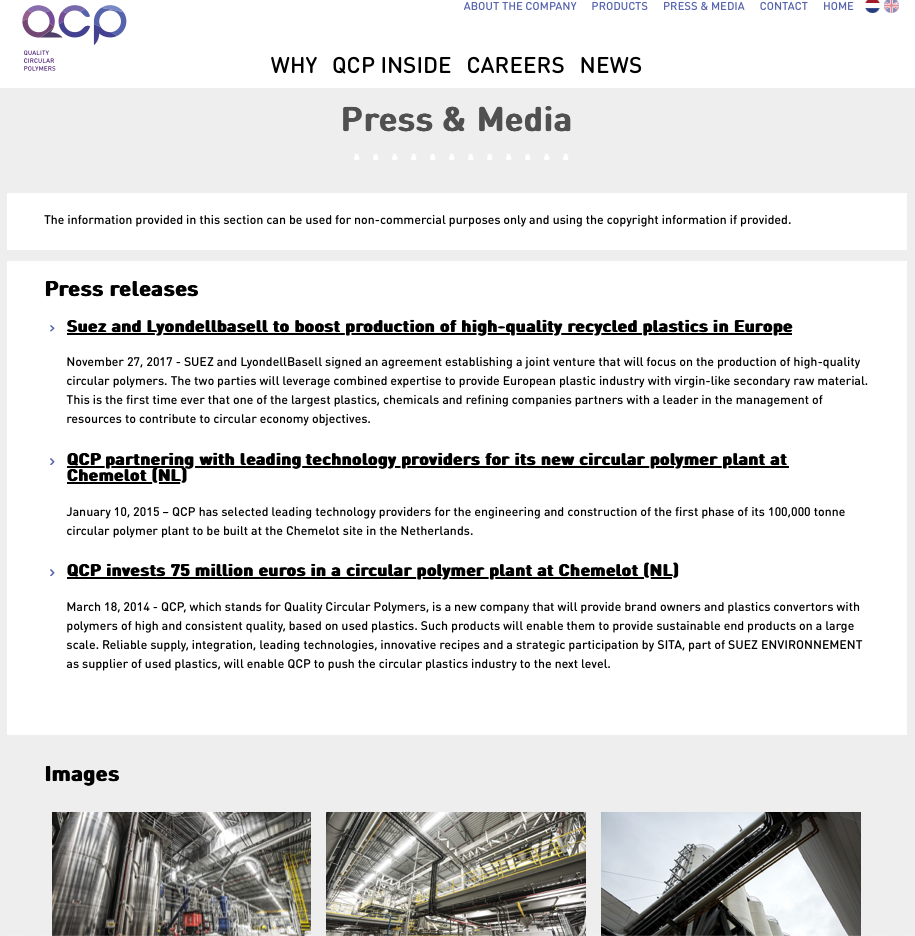 QCP
QUALITY
CIRCULAR
POLYMERS
ABOUT THE COMPANY PRODUCTS PRESS & MEDIA CONTACT HOME
WHY QCP INSIDE CAREERS NEWS
Press & Media
The information provided in this section can be used for non-commercial purposes only and using the copyright information if provided.
Press releases
Suez and Lyondellbasell to boost production of high-quality recycled plastics in Europe
November 27, 2017 - SUEZ and LyondellBasell signed an agreement establishing a joint venture that will focus on the production of high-quality
circular polymers. The two parties will leverage combined expertise to provide European plastic industry with virgin-like secondary raw material.
This is the first time ever that one of the largest plastics, chemicals and refining companies partners with a leader in the management of
resources to contribute to circular economy objectives.
QCP partnering with leading technology providers for its new circular polymer plant at
Chemelot (NL)
January 10, 2015 – QCP has selected leading technology providers for the engineering and construction of the first phase of its 100,000 tonne
circular polymer plant to be built at the Chemelot site in the Netherlands.
QCP invests 75 million euros in a circular polymer plant at Chemelot (NL)
March 18, 2014 - QCP, which stands for Quality Circular Polymers, is a new company that will provide brand owners and plastics convertors with
polymers of high and consistent quality, based on used plastics. Such products will enable them to provide sustainable end products on a large
scale. Reliable supply, integration, leading technologies, innovative recipes and a strategic participation by SITA, part of SUEZ ENVIRONNEMENT
as supplier of used plastics, will enable QCP to push the circular plastics industry to the next level.
Images